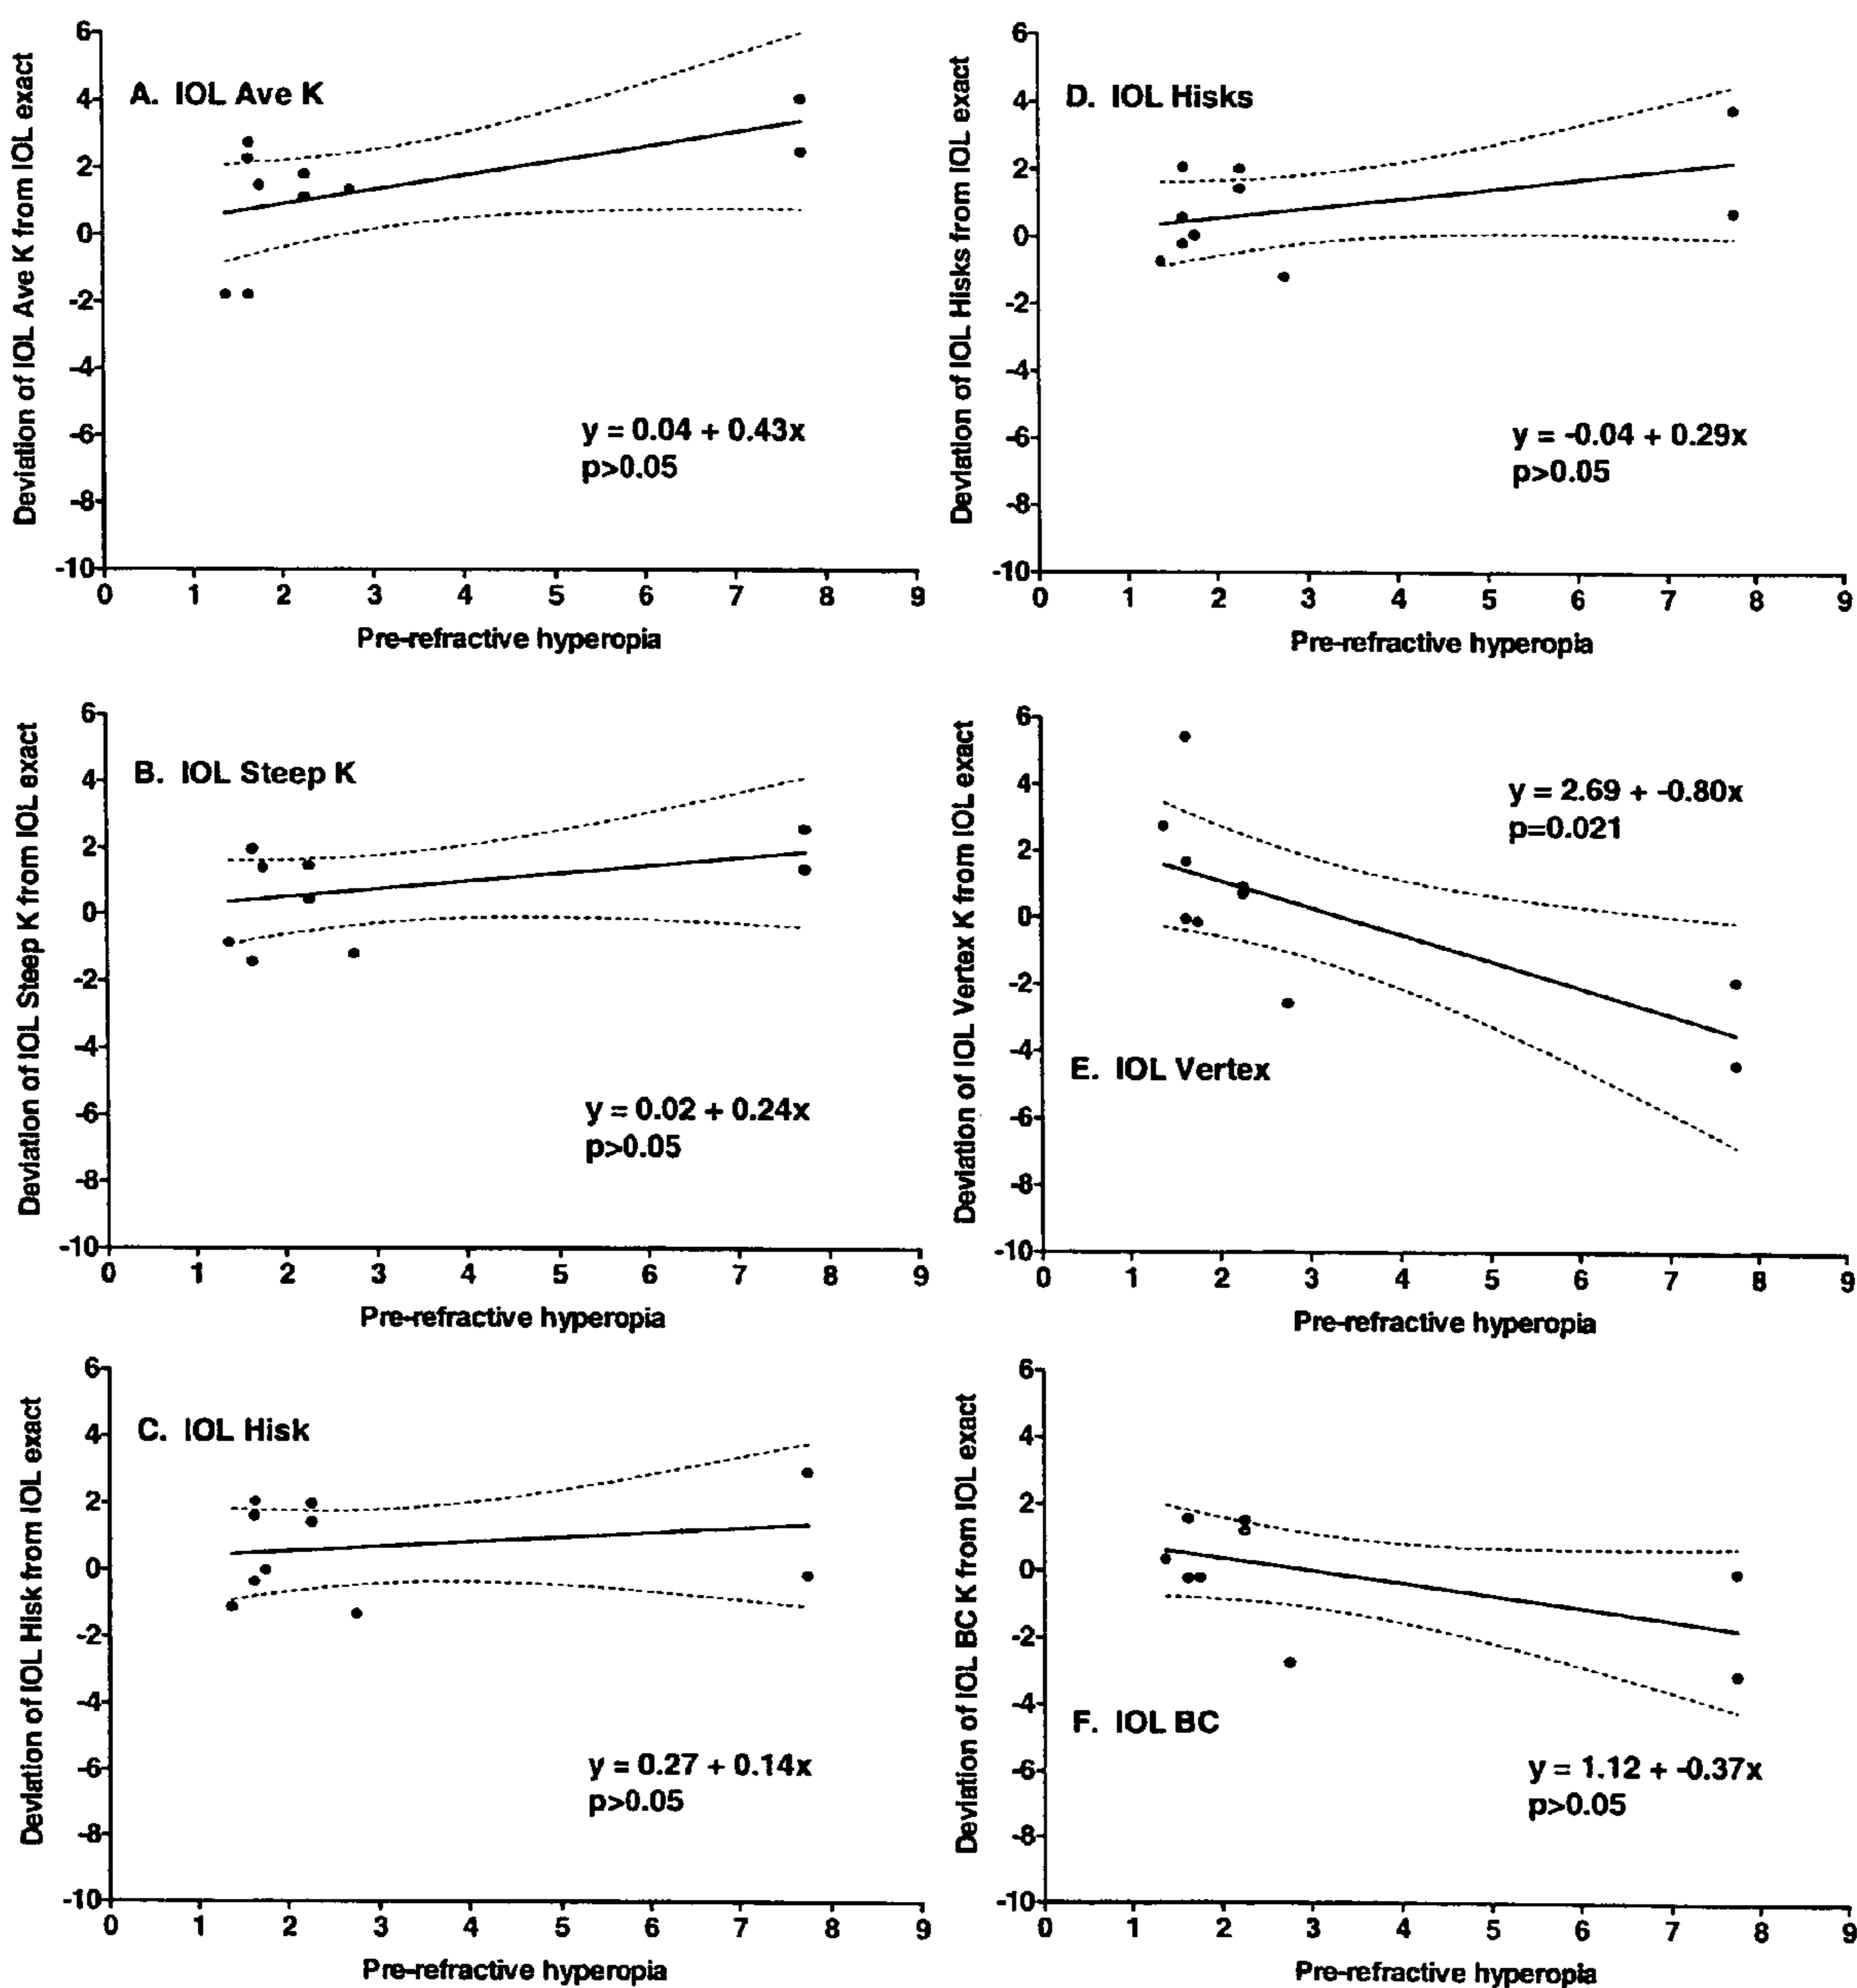 Deviation of IOL Ave K from IOL exact
6
4
2
0
-2
-4
-6
-8
-10
A. IOL Ave K
y = 0.04 + 0.43x
p>0.05
0 1 2 3 4 5 6 7 8 9
Pre-refractive hyperopia
Deviation of IOL Steep K from IOL exact
6
4
2
0
-2
-4
-6
-8
-10
B. IOL Steep K
y = 0.02 + 0.24x
p>0.05
0 1 2 3 4 5 6 7 8 9
Pre-refractive hyperopia
Deviation of IOL Hisk from IOL exact
6
4
2
0
-2
-4
-6
-8
-10
C. IOL Hisk
y = 0.27 + 0.14x
p>0.05
0 1 2 3 4 5 6 7 8 9
Pre-refractive hyperopia
Deviation of IOL Hisks from IOL exact
6
4
2
0
-2
-4
-6
-8
-10
D. IOL Hisks
y = -0.04 + 0.29x
p>0.05
0 1 2 3 4 5 6 7 8 9
Pre-refractive hyperopia
Deviation of IOL Vertex K from IOL exact
6
4
2
0
-2
-4
-6
-8
-10
y = 2.69 + -0.80x
p=0.021
E. IOL Vertex
0 1 2 3 4 5 6 7 8 9
Pre-refractive hyperopia
Deviation of IOL BC K from IOL exact
6
4
2
0
-2
-4
-6
-8
-10
F. IOL BC
y = 1.12 + -0.37x
p>0.05
0 1 2 3 4 5 6 7 8 9
Pre-refractive hyperopia